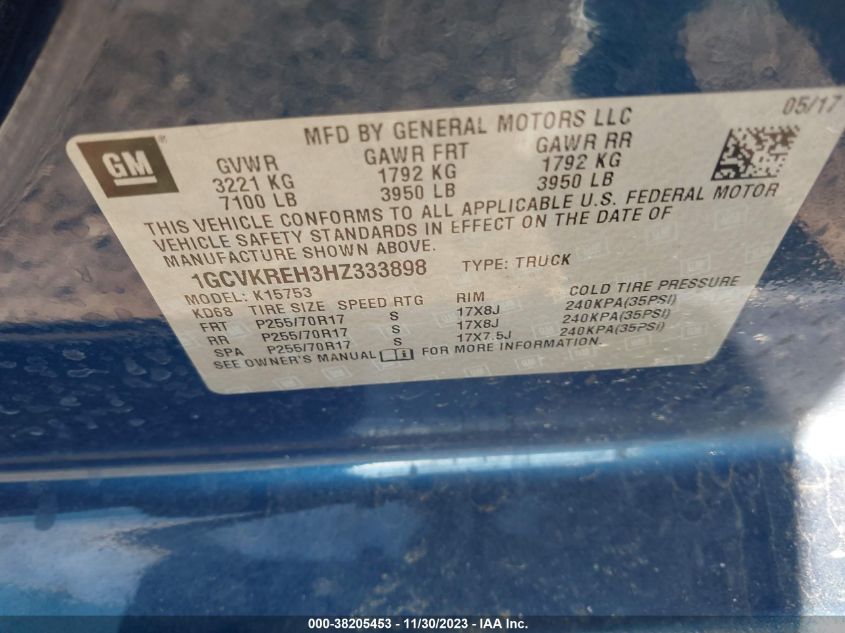 05/17
MFD BY GENERAL MOTORS LLC
GM®
GVWR GAWR FRT GAWR RR
3221 KG 1792 KG 1792 KG
7100 LB 3950 LB 3950 LB
THIS VEHICLE CONFORMS TO ALL APPLICABLE U.S. FEDERAL MOTOR
VEHICLE SAFETY STANDARDS IN EFFECT ON THE DATE OF
MANUFACTURE SHOWN ABOVE.
1GCVKREH3HZ333898 TYPE: TRUCK
MODEL: K15753
KD68 TIRE SIZE SPEED RTG RIM COLD TIRE PRESSURE
FRT P255/70R17 S 17X8J 240KPA(35PSI)
RR P255/70R17 S 17X8J 240KPA(35PSI)
SPA P255/70R17 S 17X7.5J 240KPA(35PSI)
SEE OWNER'S MANUAL FOR MORE INFORMATION.
000-38205453 - 11/30/2023 - IAA Inc.